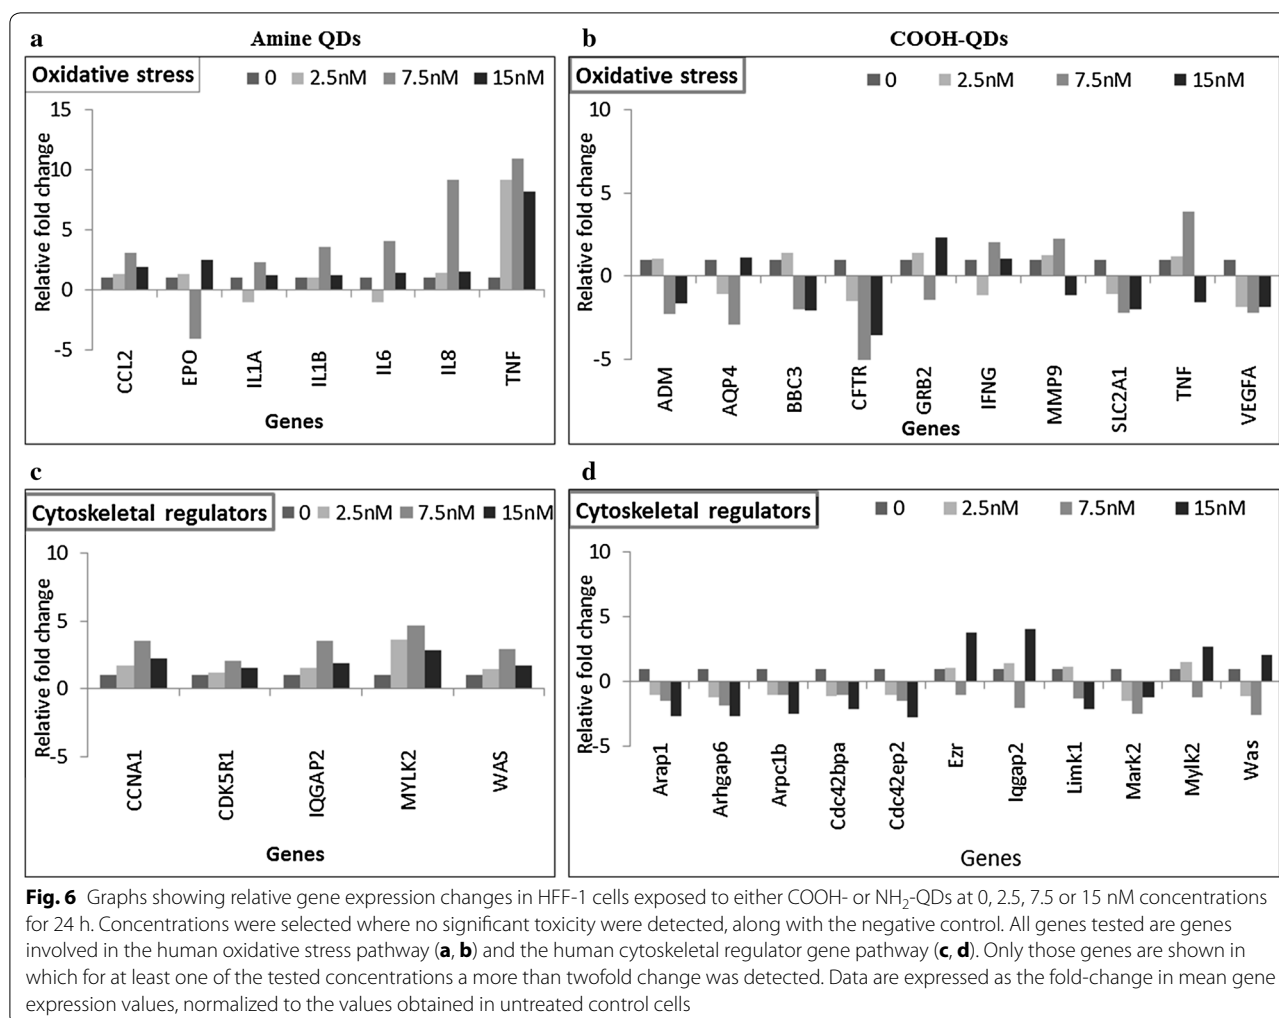 a
Amine QDs
Oxidative stress
0 2.5nM 7.5nM 15nM
15
10
5
0
-5
Relative fold change
CCL2
EPO
IL1A
IL1B
IL6
IL8
TNF
Genes
b
COOH-QDs
Oxidative stress
0 2.5nM 7.5nM 15nM
10
5
0
-5
Relative fold change
ADM
AQP4
BBC3
CFTR
GRB2
IFNG
MMP9
SLC2A1
TNF
VEGFA
Genes
c
Cytoskeletal regulators
0 2.5nM 7.5nM 15nM
10
5
0
-5
Relative fold change
CCNA1
CDK5R1
IQGAP2
MYLK2
WAS
Genes
d
Cytoskeletal regulators
0 2.5nM 7.5nM 15nM
10
5
0
-5
Relative fold change
Arap1
Arhgap6
Arpc1b
Cdc42bpa
Cdc42ep2
Ezr
Iqgap2
Limk1
Mark2
Mylk2
Was
Genes
Fig. 6 Graphs showing relative gene expression changes in HFF-1 cells exposed to either COOH- or NH₂-QDs at 0, 2.5, 7.5 or 15 nM concentrations
for 24 h. Concentrations were selected where no significant toxicity were detected, along with the negative control. All genes tested are genes
involved in the human oxidative stress pathway (a, b) and the human cytoskeletal regulator gene pathway (c, d). Only those genes are shown in
which for at least one of the tested concentrations a more than twofold change was detected. Data are expressed as the fold-change in mean gene
expression values, normalized to the values obtained in untreated control cells